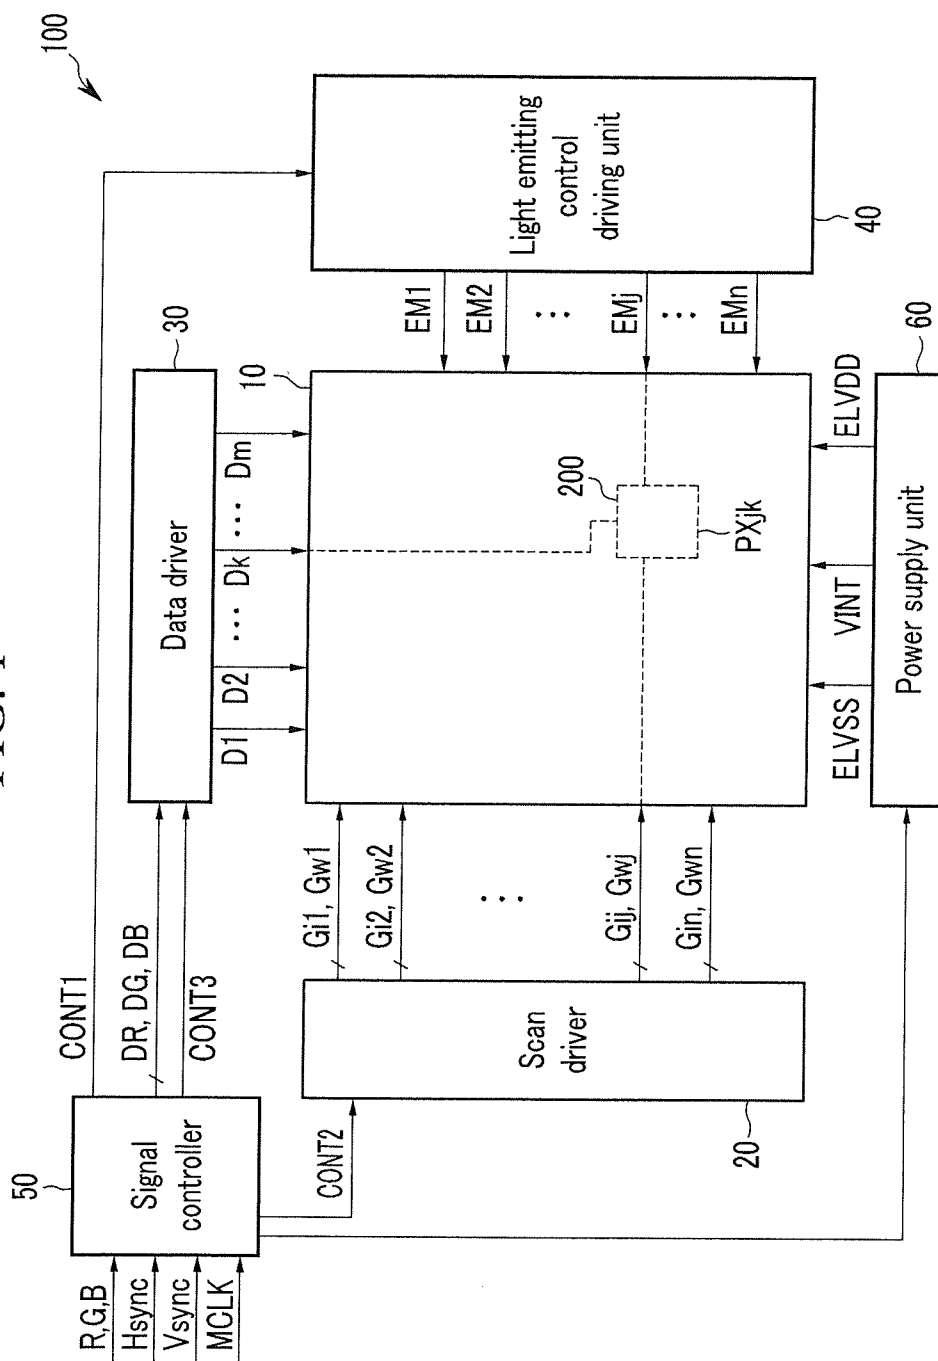 100
50
Signal
controller
R,G,B
Hsync
Vsync
MCLK
CONT1
DR, DG, DB
CONT3
CONT2
30
Data driver
D1
D2
...
Dk
...
Dm
10
Light emitting
control
driving unit
40
EM1
EM2
...
EMj
...
EMn
Scan
driver
20
Gi1, Gw1
Gi2, Gw2
...
Gij, Gwj
Gin, Gwn
200
PXjk
ELVSS
VINT
ELVDD
Power supply unit
60